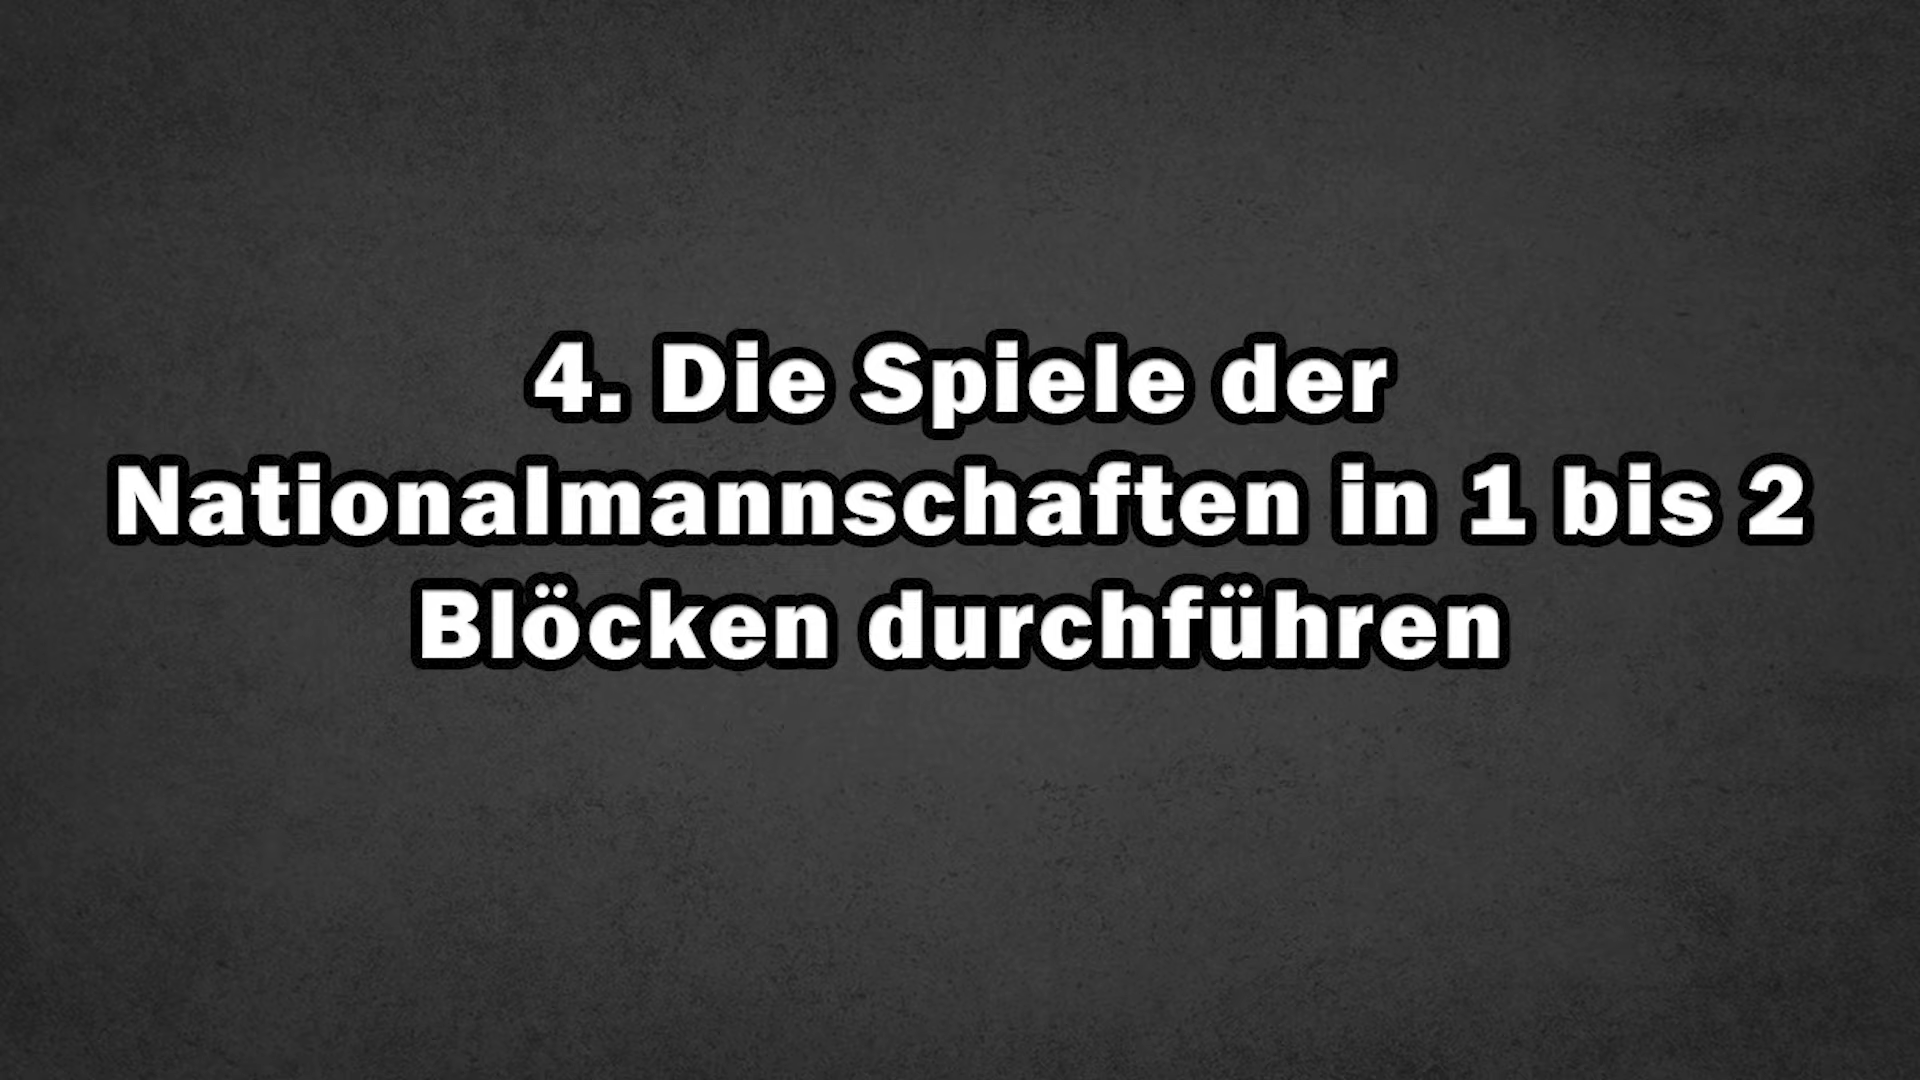 4. Die Spiele der
Nationalmannschaften in 1 bis 2
Blöcken durchführen